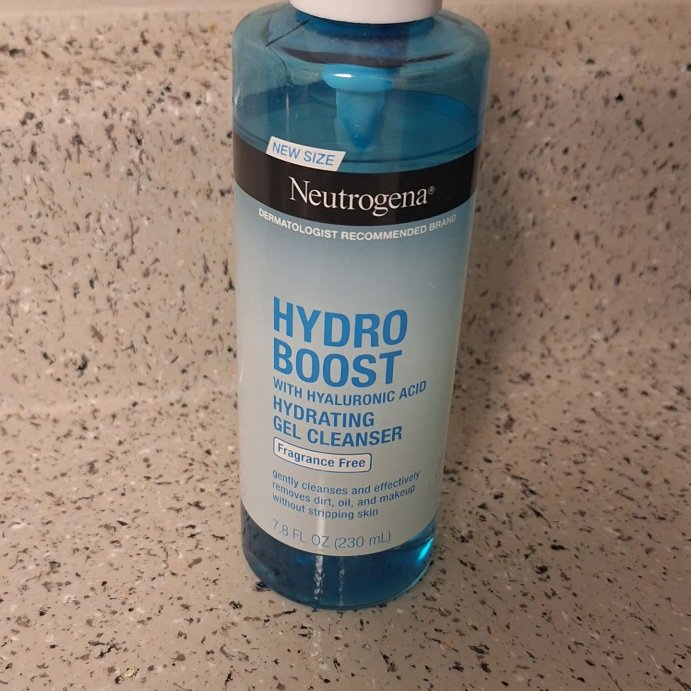 NEW SIZE
Neutrogena®
DERMATOLOGIST RECOMMENDED BRAND
HYDRO
BOOST
WITH HYALURONIC ACID
HYDRATING
GEL CLEANSER
Fragrance Free
gently cleanses and effectively
removes dirt, oil, and makeup
without stripping skin
7.8 FL OZ (230 mL)